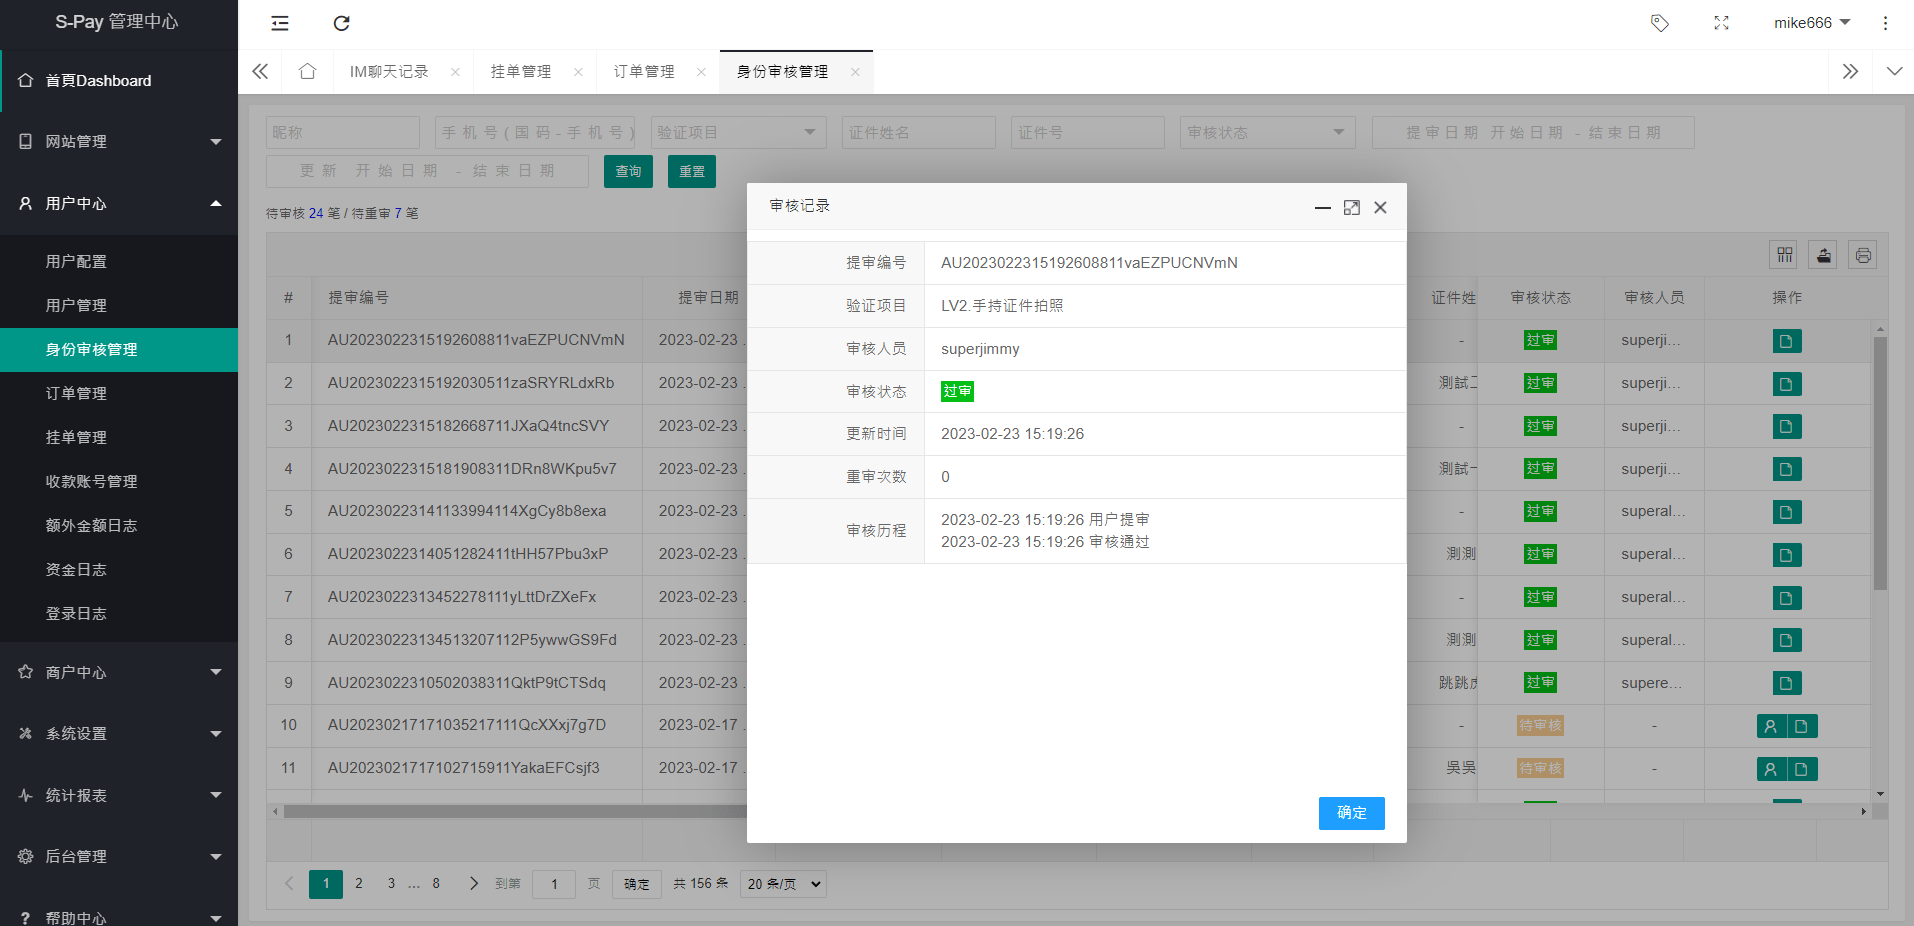 S-Pay 管理中心
mike666
首頁Dashboard
网站管理
用户中心
用户配置
用户管理
身份审核管理
订单管理
挂单管理
收款账号管理
额外金额日志
资金日志
登录日志
商户中心
系统设置
统计报表
后台管理
帮助中心
IM聊天记录
挂单管理
订单管理
身份审核管理
昵称
手机号(国码-手机号)
验证项目
证件姓名
证件号
审核状态
提审日期 开始日期 - 结束日期
更新 开始日期 - 结束日期
查询
重置
待审核 24 笔 / 待重审 7 笔
# 提审编号 提审日期 证件姓 审核状态 审核人员 操作
1 AU2023022315192608811vaEZPUCNVmN 2023-02-23 . - 过审 superji...
2 AU2023022315192030511zaSRYRLdxRb 2023-02-23 . 測試 过审 superji...
3 AU2023022315182668711JXaQ4tncSVY 2023-02-23 . - 过审 superji...
4 AU2023022315181908311DRn8WKpu5v7 2023-02-23 . 測試 过审 superji...
5 AU20230223141133994114XgCy8b8exa 2023-02-23 . - 过审 superal...
6 AU2023022314051282411tHH57Pbu3xP 2023-02-23 . 測測 过审 superal...
7 AU2023022313452278111yLttDrZXeFx 2023-02-23 . - 过审 superal...
8 AU20230223134513207112P5ywwGS9Fd 2023-02-23 . 測測 过审 superal...
9 AU2023022310502038311QktP9tCTSdq 2023-02-23 . 跳跳虎 过审 supere...
10 AU20230217171035217111QcXXxj7g7D 2023-02-17 . - 待审核 -
11 AU2023021717102715911YakaEFCsjf3 2023-02-17 . 吳吳 待审核 -
审核记录
提审编号 AU2023022315192608811vaEZPUCNVmN
验证项目 LV2.手持证件拍照
审核人员 superjimmy
审核状态 过审
更新时间 2023-02-23 15:19:26
重审次数 0
审核历程 2023-02-23 15:19:26 用户提审
2023-02-23 15:19:26 审核通过
确定
1 2 3 ... 8 到第 1 页 确定 共 156 条 20 条/页